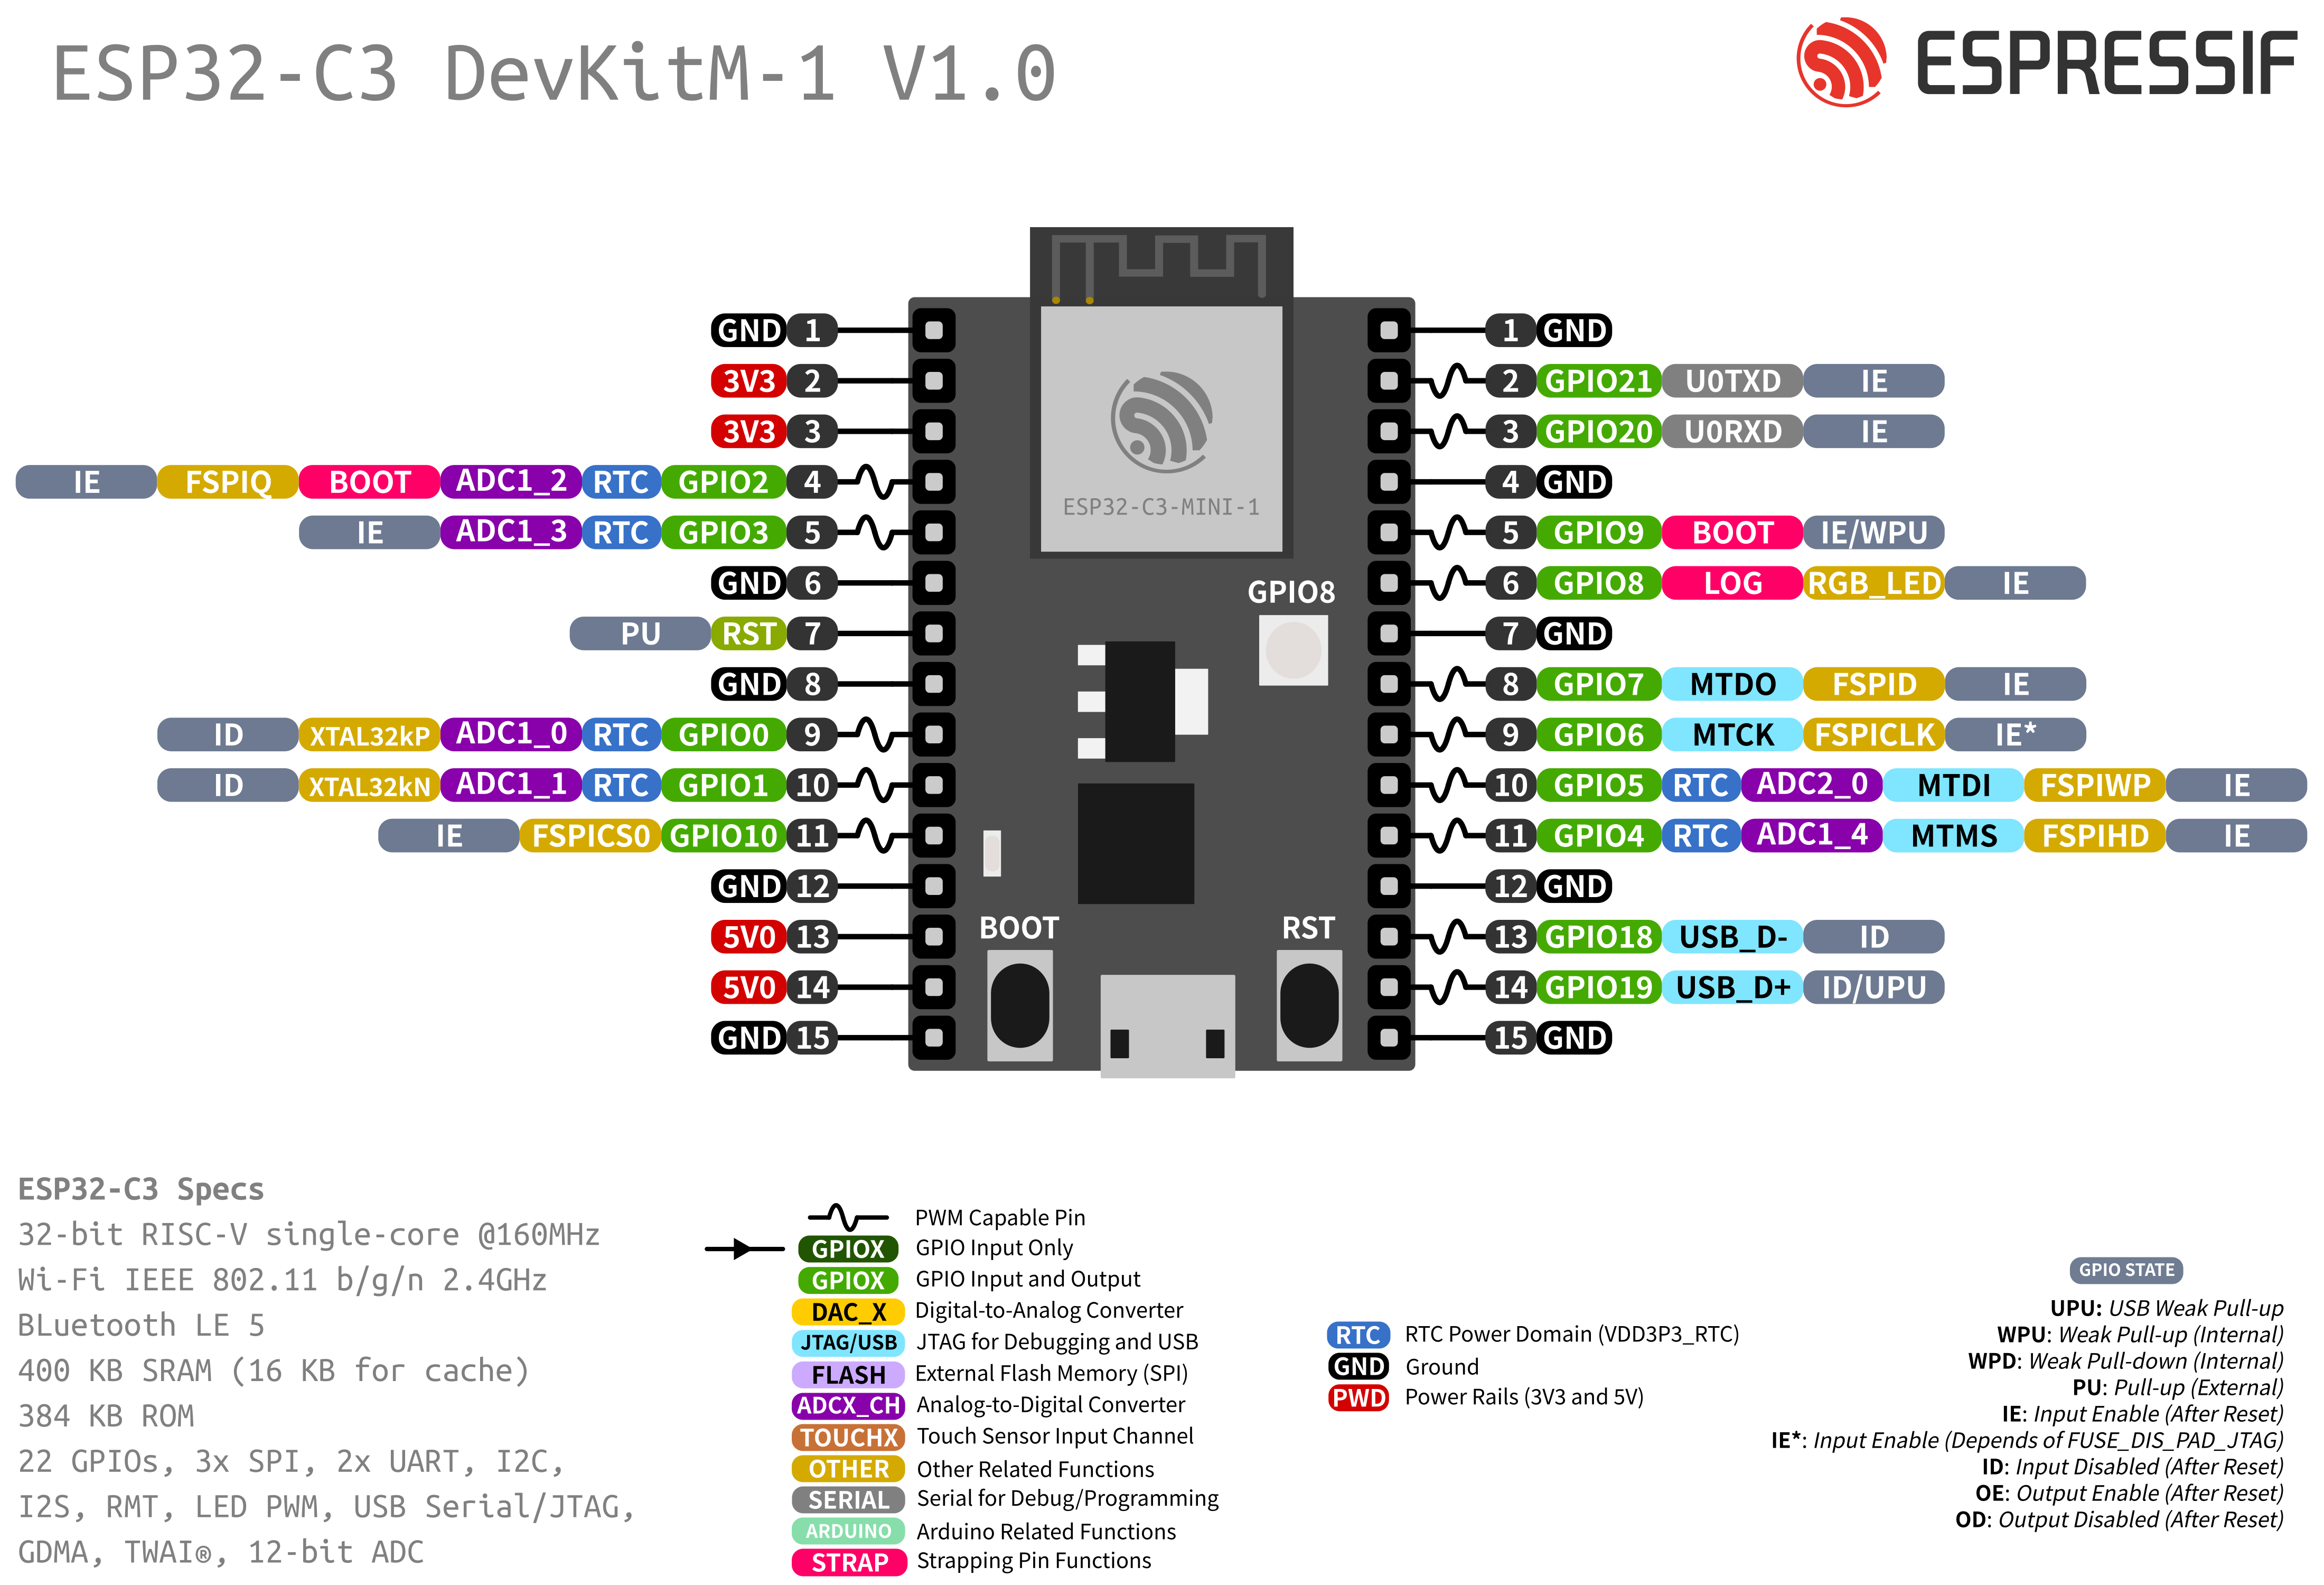 ESP32-C3 DevKitM-1 V1.0
ESPRESSIF
GND 1
3V3 2
3V3 3
IE FSPIQ BOOT ADC1_2 RTC GPIO2 4
IE ADC1_3 RTC GPIO3 5
GND 6
PU RST 7
GND 8
ID XTAL32kP ADC1_0 RTC GPIO0 9
ID XTAL32kN ADC1_1 RTC GPIO1 10
IE FSPICS0 GPIO10 11
GND 12
5V0 13
5V0 14
GND 15
ESP32-C3-MINI-1
GPIO8
BOOT
RST
1 GND
2 GPIO21 U0TXD IE
3 GPIO20 U0RXD IE
4 GND
5 GPIO9 BOOT IE/WPU
6 GPIO8 LOG RGB_LED IE
7 GND
8 GPIO7 MTDO FSPID IE
9 GPIO6 MTCK FSPICLK IE*
10 GPIO5 RTC ADC2_0 MTDI FSPIWP IE
11 GPIO4 RTC ADC1_4 MTMS FSPIHD IE
12 GND
13 GPIO18 USB_D- ID
14 GPIO19 USB_D+ ID/UPU
15 GND
ESP32-C3 Specs
32-bit RISC-V single-core @160MHz
Wi-Fi IEEE 802.11 b/g/n 2.4GHz
BLuetooth LE 5
400 KB SRAM (16 KB for cache)
384 KB ROM
22 GPIOs, 3x SPI, 2x UART, I2C,
I2S, RMT, LED PWM, USB Serial/JTAG,
GDMA, TWAI®, 12-bit ADC
PWM Capable Pin
GPIOX GPIO Input Only
GPIOX GPIO Input and Output
DAC_X Digital-to-Analog Converter
JTAG/USB JTAG for Debugging and USB
FLASH External Flash Memory (SPI)
ADCX_CH Analog-to-Digital Converter
TOUCHX Touch Sensor Input Channel
OTHER Other Related Functions
SERIAL Serial for Debug/Programming
ARDUINO Arduino Related Functions
STRAP Strapping Pin Functions
RTC RTC Power Domain (VDD3P3_RTC)
GND Ground
PWD Power Rails (3V3 and 5V)
GPIO STATE
UPU: USB Weak Pull-up
WPU: Weak Pull-up (Internal)
WPD: Weak Pull-down (Internal)
PU: Pull-up (External)
IE: Input Enable (After Reset)
IE*: Input Enable (Depends of FUSE_DIS_PAD_JTAG)
ID: Input Disabled (After Reset)
OE: Output Enable (After Reset)
OD: Output Disabled (After Reset)